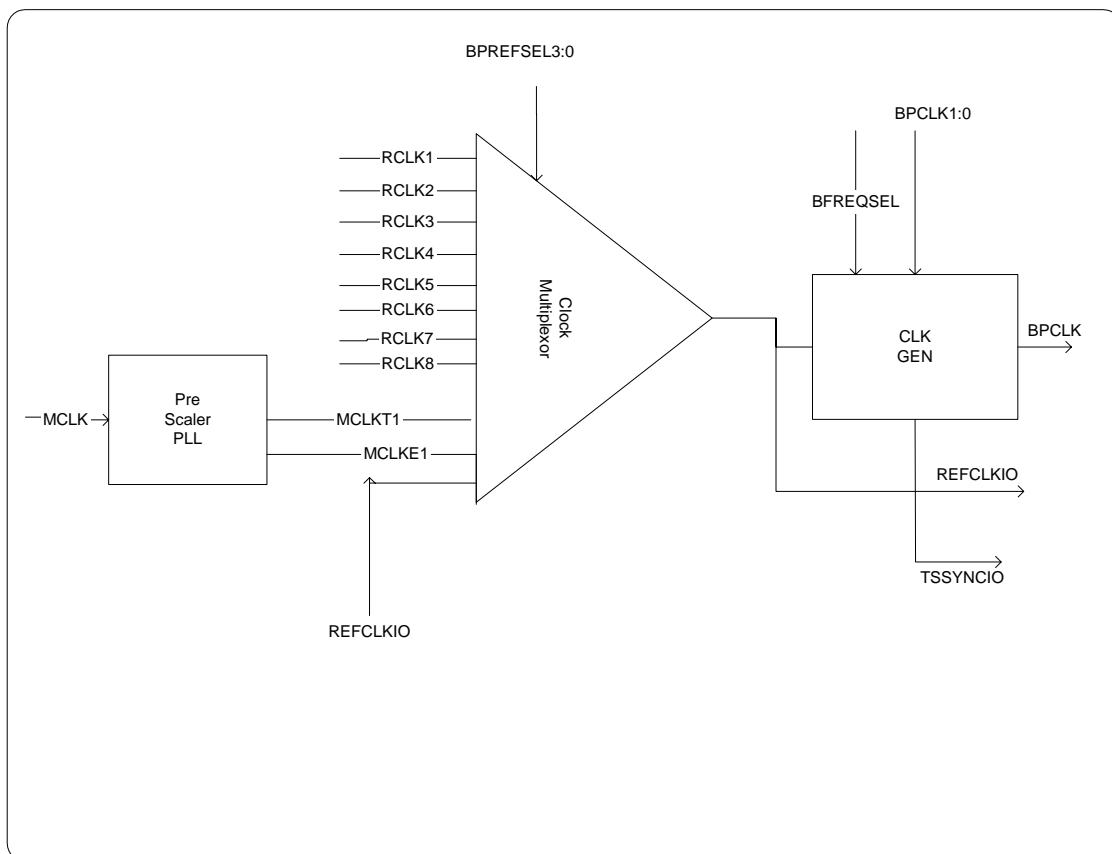 BPREFSEL3:0
BPCLK1:0
RCLK1
RCLK2
BFREQSEL
RCLK3
RCLK4
RCLK5
RCLK6
RCLK7
RCLK8
Clock
Multiplexor
CLK
GEN
BPCLK
MCLK
Pre
Scaler
PLL
MCLKT1
MCLKE1
REFCLKIO
TSSYNCIO
REFCLKIO